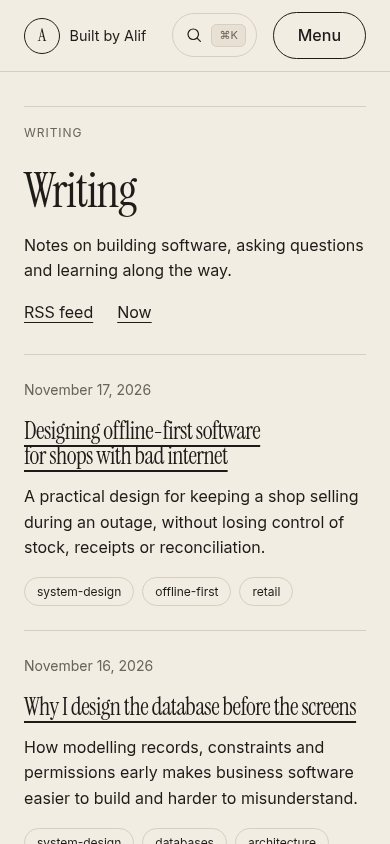 A Built by Alif ⌘K Menu
WRITING
Writing
Notes on building software, asking questions
and learning along the way.
RSS feed Now
November 17, 2026
Designing offline-first software
for shops with bad internet
A practical design for keeping a shop selling
during an outage, without losing control of
stock, receipts or reconciliation.
system-design offline-first retail
November 16, 2026
Why I design the database before the screens
How modelling records, constraints and
permissions early makes business software
easier to build and harder to misunderstand.
system-design databases architecture